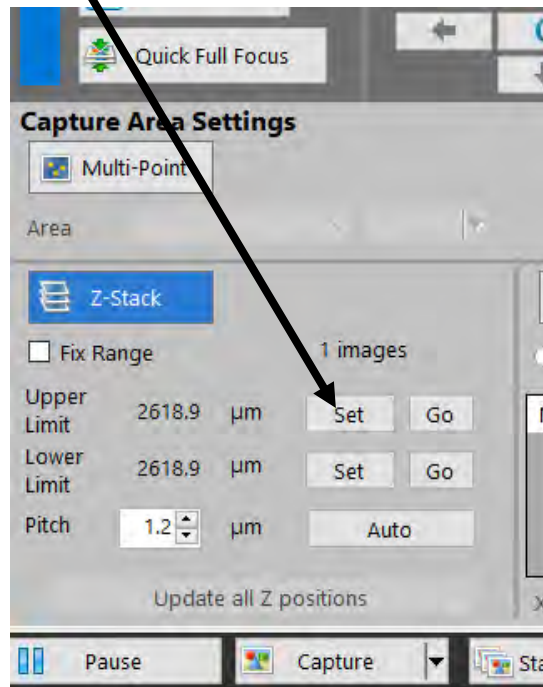 Quick Full Focus
Capture Area Settings
Multi-Point
Area
Z-Stack
Fix Range 1 images
Upper Limit 2618.9 µm Set Go
Lower Limit 2618.9 µm Set Go
Pitch 1.2 µm Auto
Update all Z positions
Pause Capture